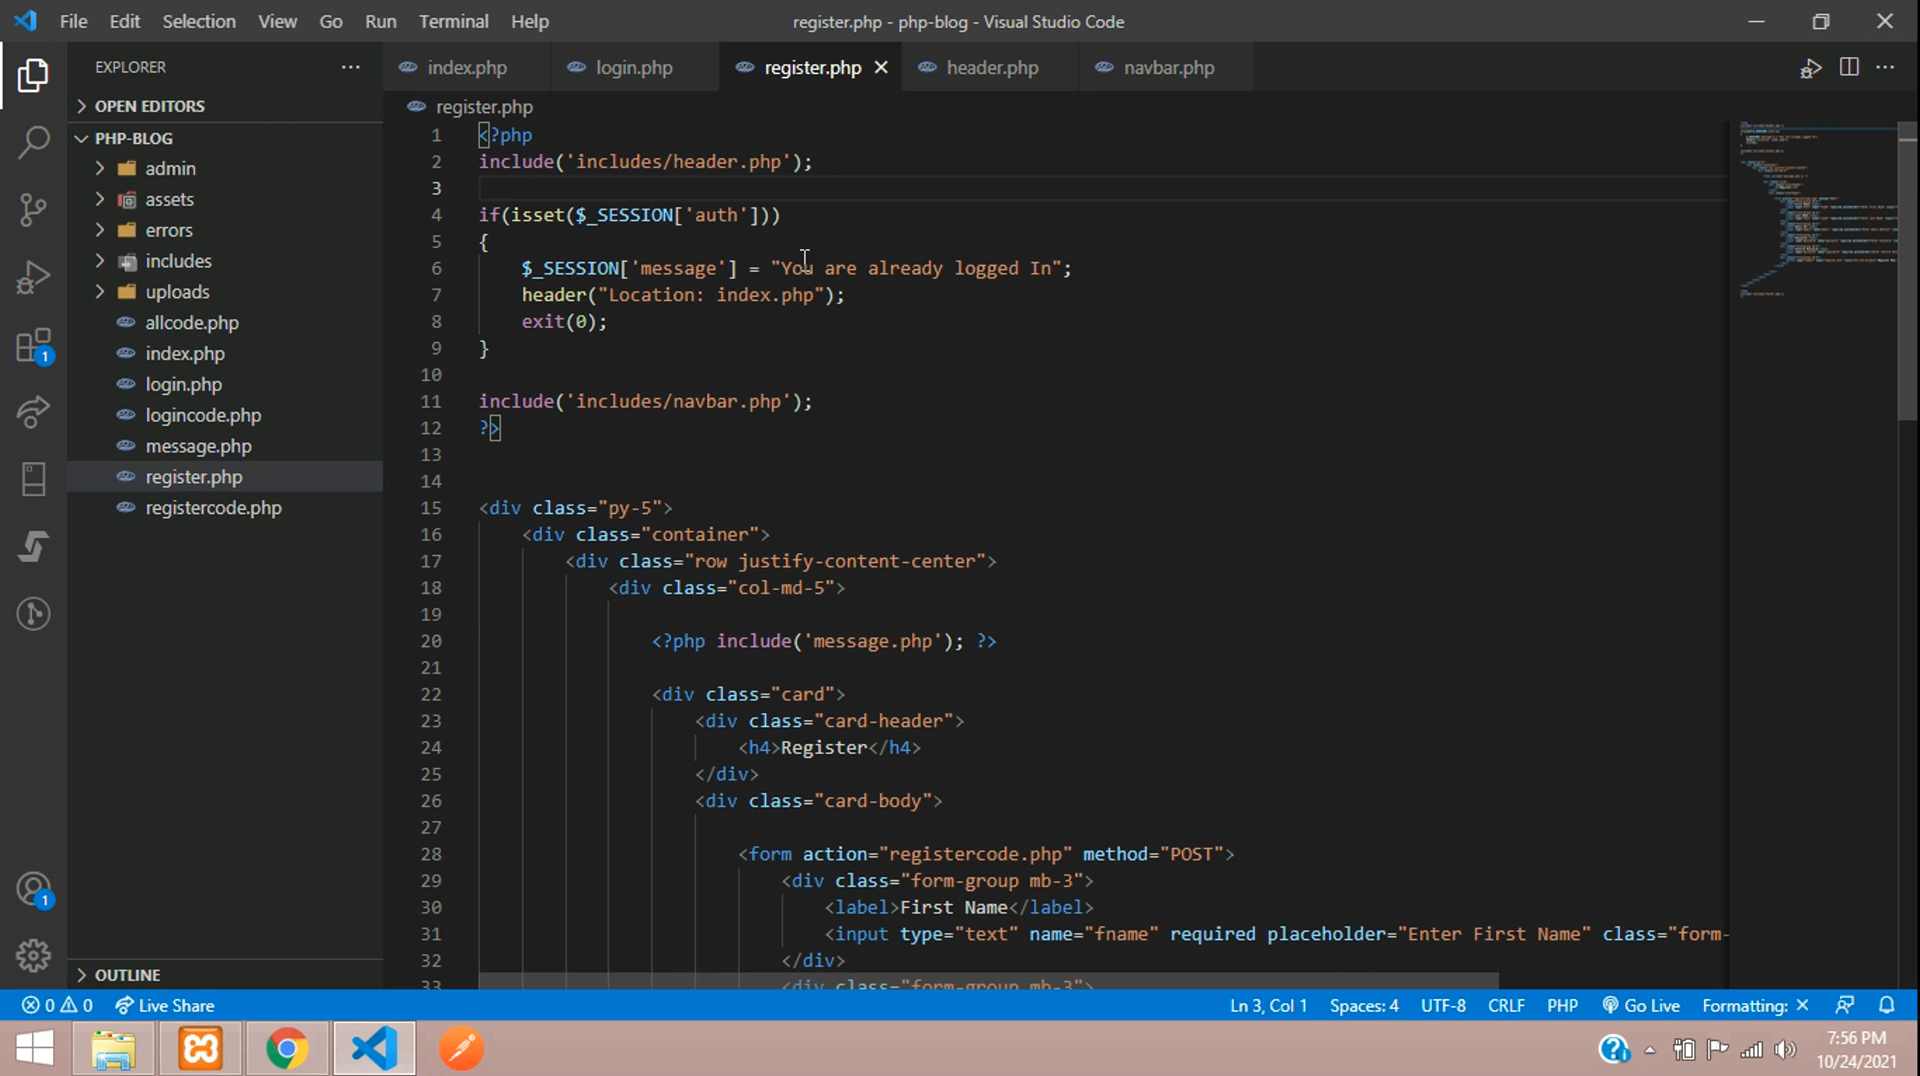 File Edit Selection View Go Run Terminal Help
register.php - php-blog - Visual Studio Code
EXPLORER
OPEN EDITORS
PHP-BLOG
admin
assets
errors
includes
uploads
allcode.php
index.php
login.php
logincode.php
message.php
register.php
registercode.php
OUTLINE
1
1
index.php login.php register.php header.php navbar.php
register.php
1 <?php
2 include('includes/header.php');
3
4 if(isset($_SESSION['auth']))
5 {
6 $_SESSION['message'] = "You are already logged In";
7 header("Location: index.php");
8 exit(0);
9 }
10
11 include('includes/navbar.php');
12 ?>
13
14
15 <div class="py-5">
16 <div class="container">
17 <div class="row justify-content-center">
18 <div class="col-md-5">
19
20 <?php include('message.php'); ?>
21
22 <div class="card">
23 <div class="card-header">
24 <h4>Register</h4>
25 </div>
26 <div class="card-body">
27
28 <form action="registercode.php" method="POST">
29 <div class="form-group mb-3">
30 <label>First Name</label>
31 <input type="text" name="fname" required placeholder="Enter First Name" class="form-
32 </div>
33 <div class="form-group mb-3">
0 0 Live Share Ln 3, Col 1 Spaces: 4 UTF-8 CRLF PHP Go Live Formatting: ×
7:56 PM
10/24/2021